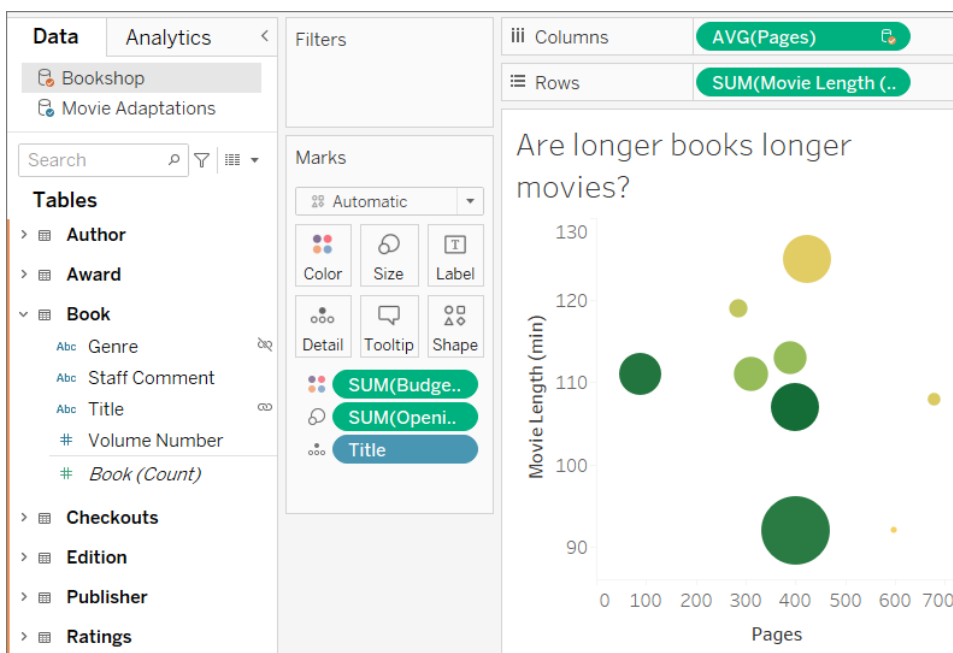 Data
Analytics
Bookshop
Movie Adaptations
Search
Tables
Author
Award
Book
Abc Genre
Abc Staff Comment
Abc Title
# Volume Number
# Book (Count)
Checkouts
Edition
Publisher
Ratings
Filters
Marks
Automatic
Color
Size
T
Label
Detail
Tooltip
Shape
SUM(Budge..
SUM(Openi..
Title
Columns
AVG(Pages)
Rows
SUM(Movie Length (..
Are longer books longer
movies?
Movie Length (min)
130
120
110
100
90
0 100 200 300 400 500 600 700
Pages